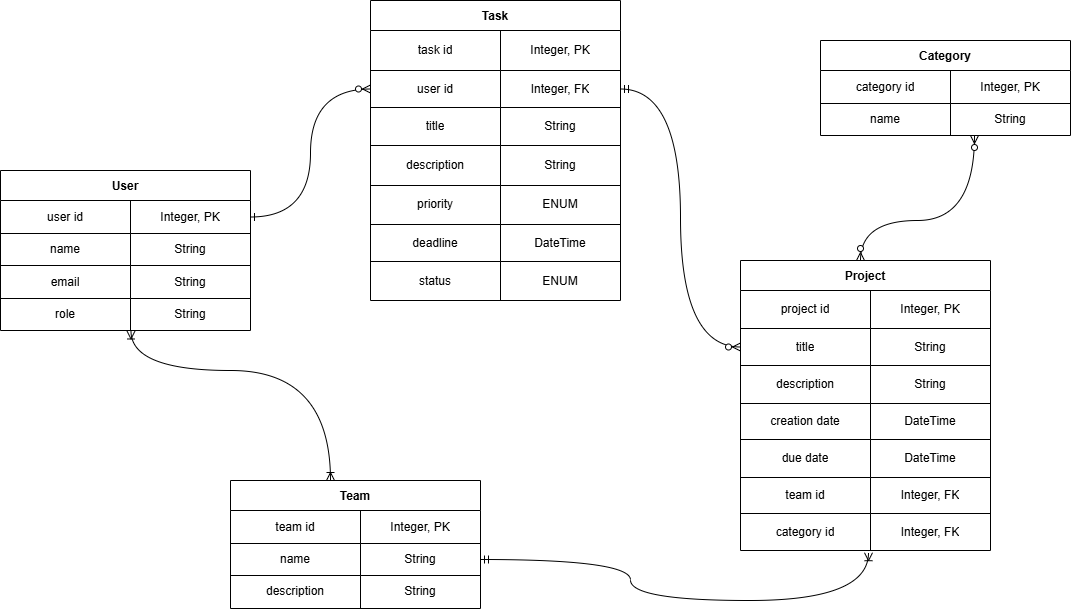 Task
task id Integer, PK
user id Integer, FK
title String
description String
priority ENUM
deadline DateTime
status ENUM
Category
category id Integer, PK
name String
User
user id Integer, PK
name String
email String
role String
Project
project id Integer, PK
title String
description String
creation date DateTime
due date DateTime
team id Integer, FK
category id Integer, FK
Team
team id Integer, PK
name String
description String